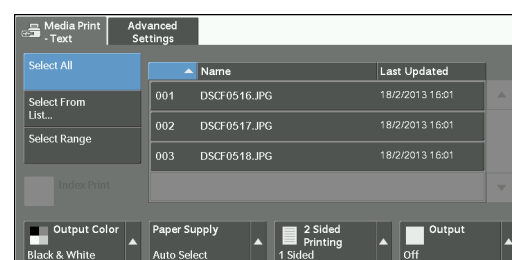 Media Print
- Text
Advanced
Settings
Select All
Select From
List...
Select Range
Index Print
Name
Last Updated
001 DSCF0516.JPG 18/2/2013 16:01
002 DSCF0517.JPG 18/2/2013 16:01
003 DSCF0518.JPG 18/2/2013 16:01
Output Color
Black & White
Paper Supply
Auto Select
2 Sided
Printing
1 Sided
Output
Off